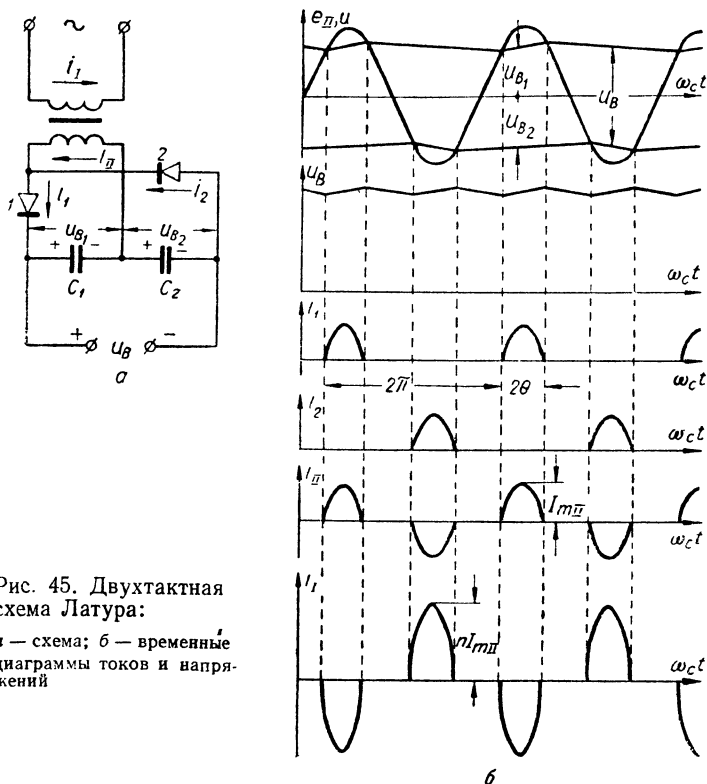 ~
i_I
i_II
2
1
i_1
i_2
u_B1
u_B2
+ - + -
C_1
C_2
+ u_B -
а
e_II, u
u_B1
u_B
ω_c t
u_B2
u_B
ω_c t
i_1
2π
2θ
ω_c t
i_2
ω_c t
i_II
I_mII
ω_c t
i_I
nI_mII
ω_c t
б
Рис. 45. Двухтактная
схема Латура:
а — схема; б — временные
диаграммы токов и напря-
жений